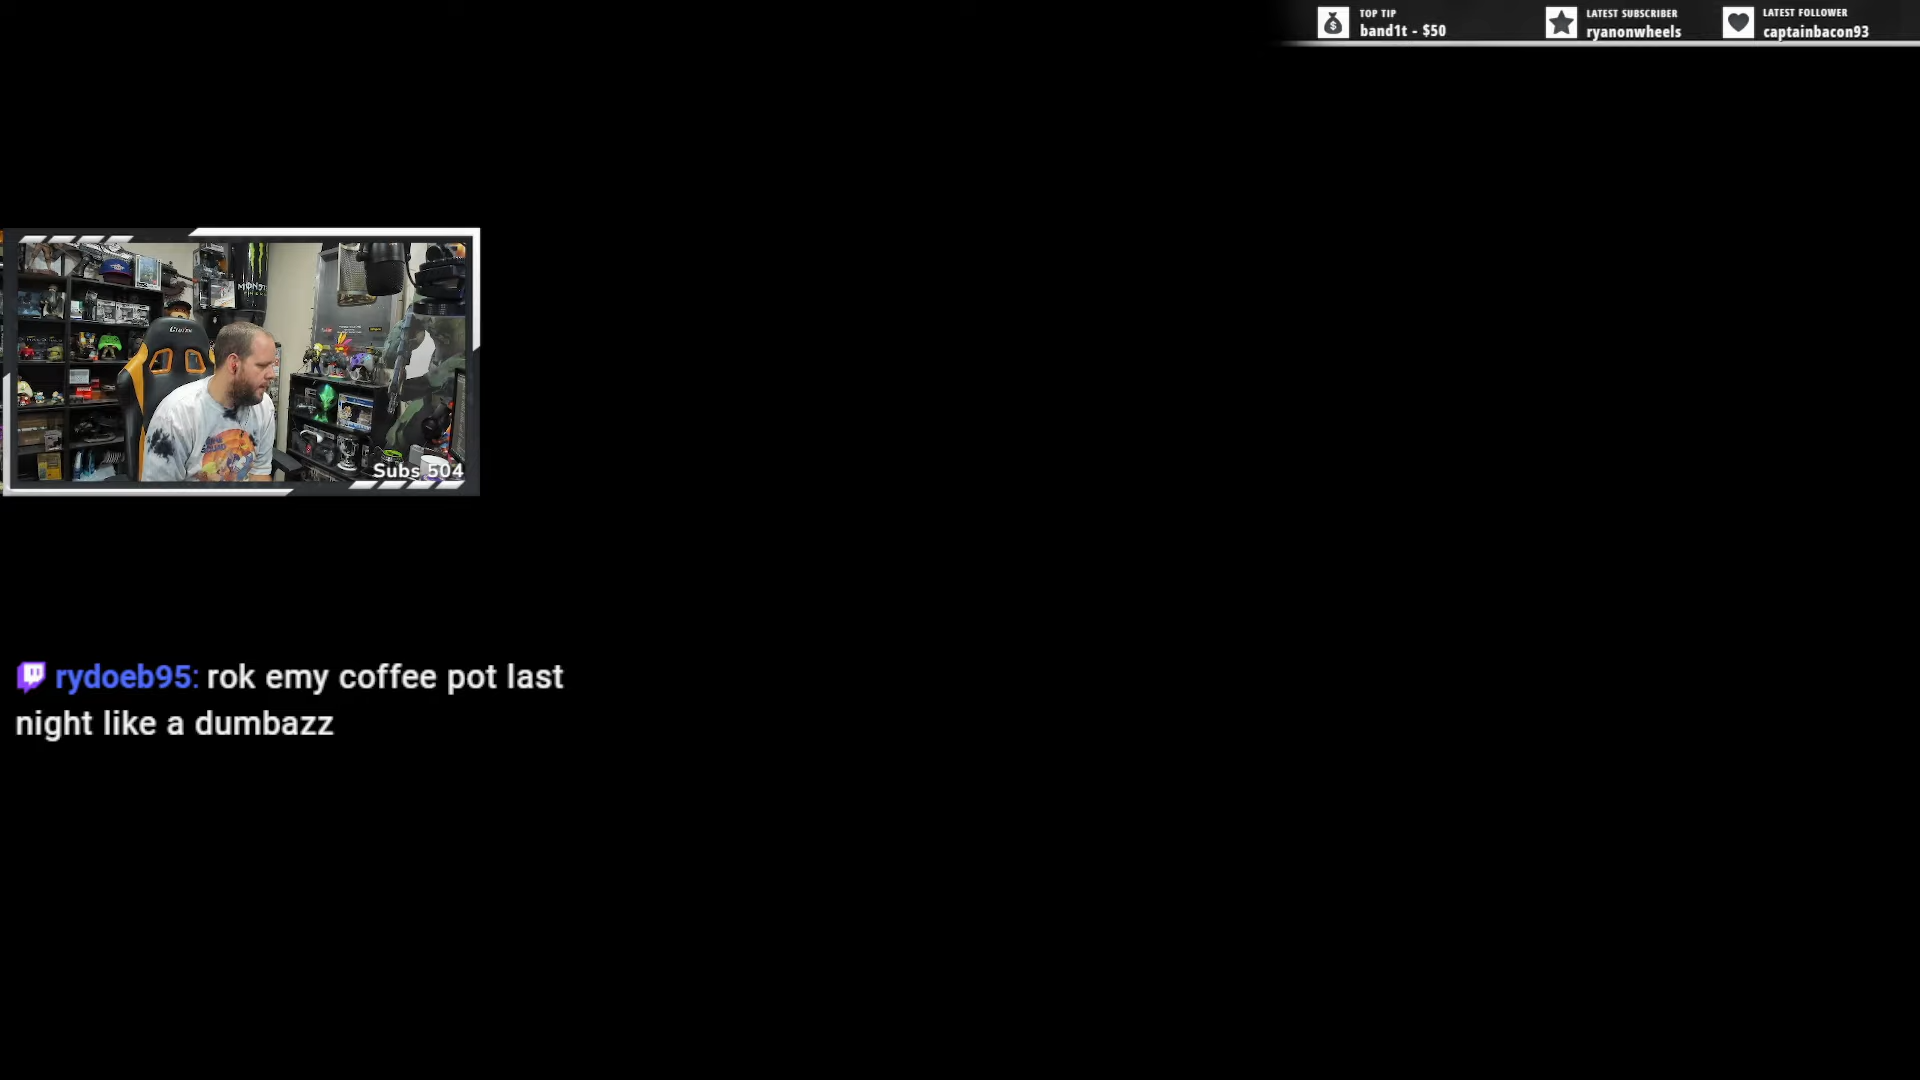 TOP TIP
band1t - $50
LATEST SUBSCRIBER
ryanonwheels
LATEST FOLLOWER
captainbacon93
MONSTER
Subs 504
rydoeb95: rok emy coffee pot last
night like a dumbazz